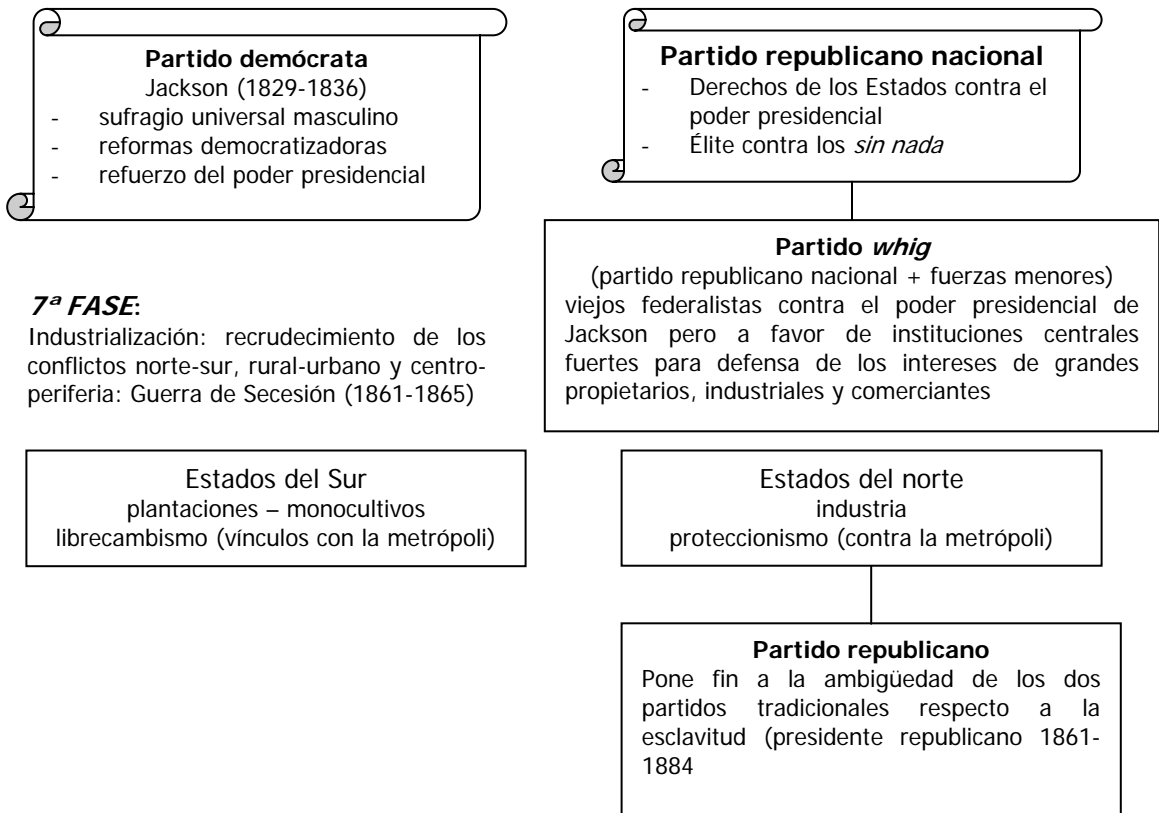 Partido demócrata
Jackson (1829-1836)
- sufragio universal masculino
- reformas democratizadoras
- refuerzo del poder presidencial
Partido republicano nacional
- Derechos de los Estados contra el
poder presidencial
- Élite contra los sin nada
Partido whig
(partido republicano nacional + fuerzas menores)
viejos federalistas contra el poder presidencial de
Jackson pero a favor de instituciones centrales
fuertes para defensa de los intereses de grandes
propietarios, industriales y comerciantes
7ª FASE:
Industrialización: recrudecimiento de los
conflictos norte-sur, rural-urbano y centro-
periferia: Guerra de Secesión (1861-1865)
Estados del Sur
plantaciones – monocultivos
librecambismo (vínculos con la metrópoli)
Estados del norte
industria
proteccionismo (contra la metrópoli)
Partido republicano
Pone fin a la ambigüedad de los dos
partidos tradicionales respecto a la
esclavitud (presidente republicano 1861-
1884